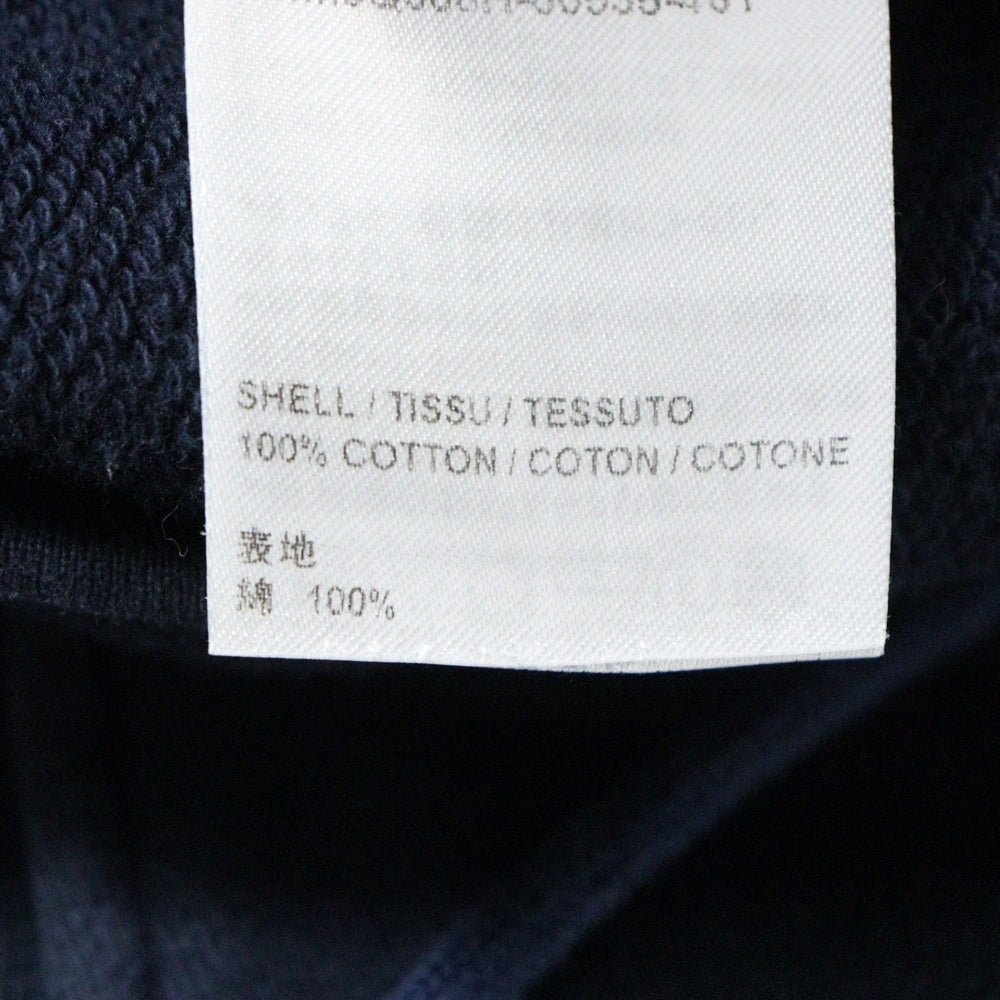 SHELL / TISSU / TESSUTO
100% COTTON / COTON / COTONE
表地
綿 100%